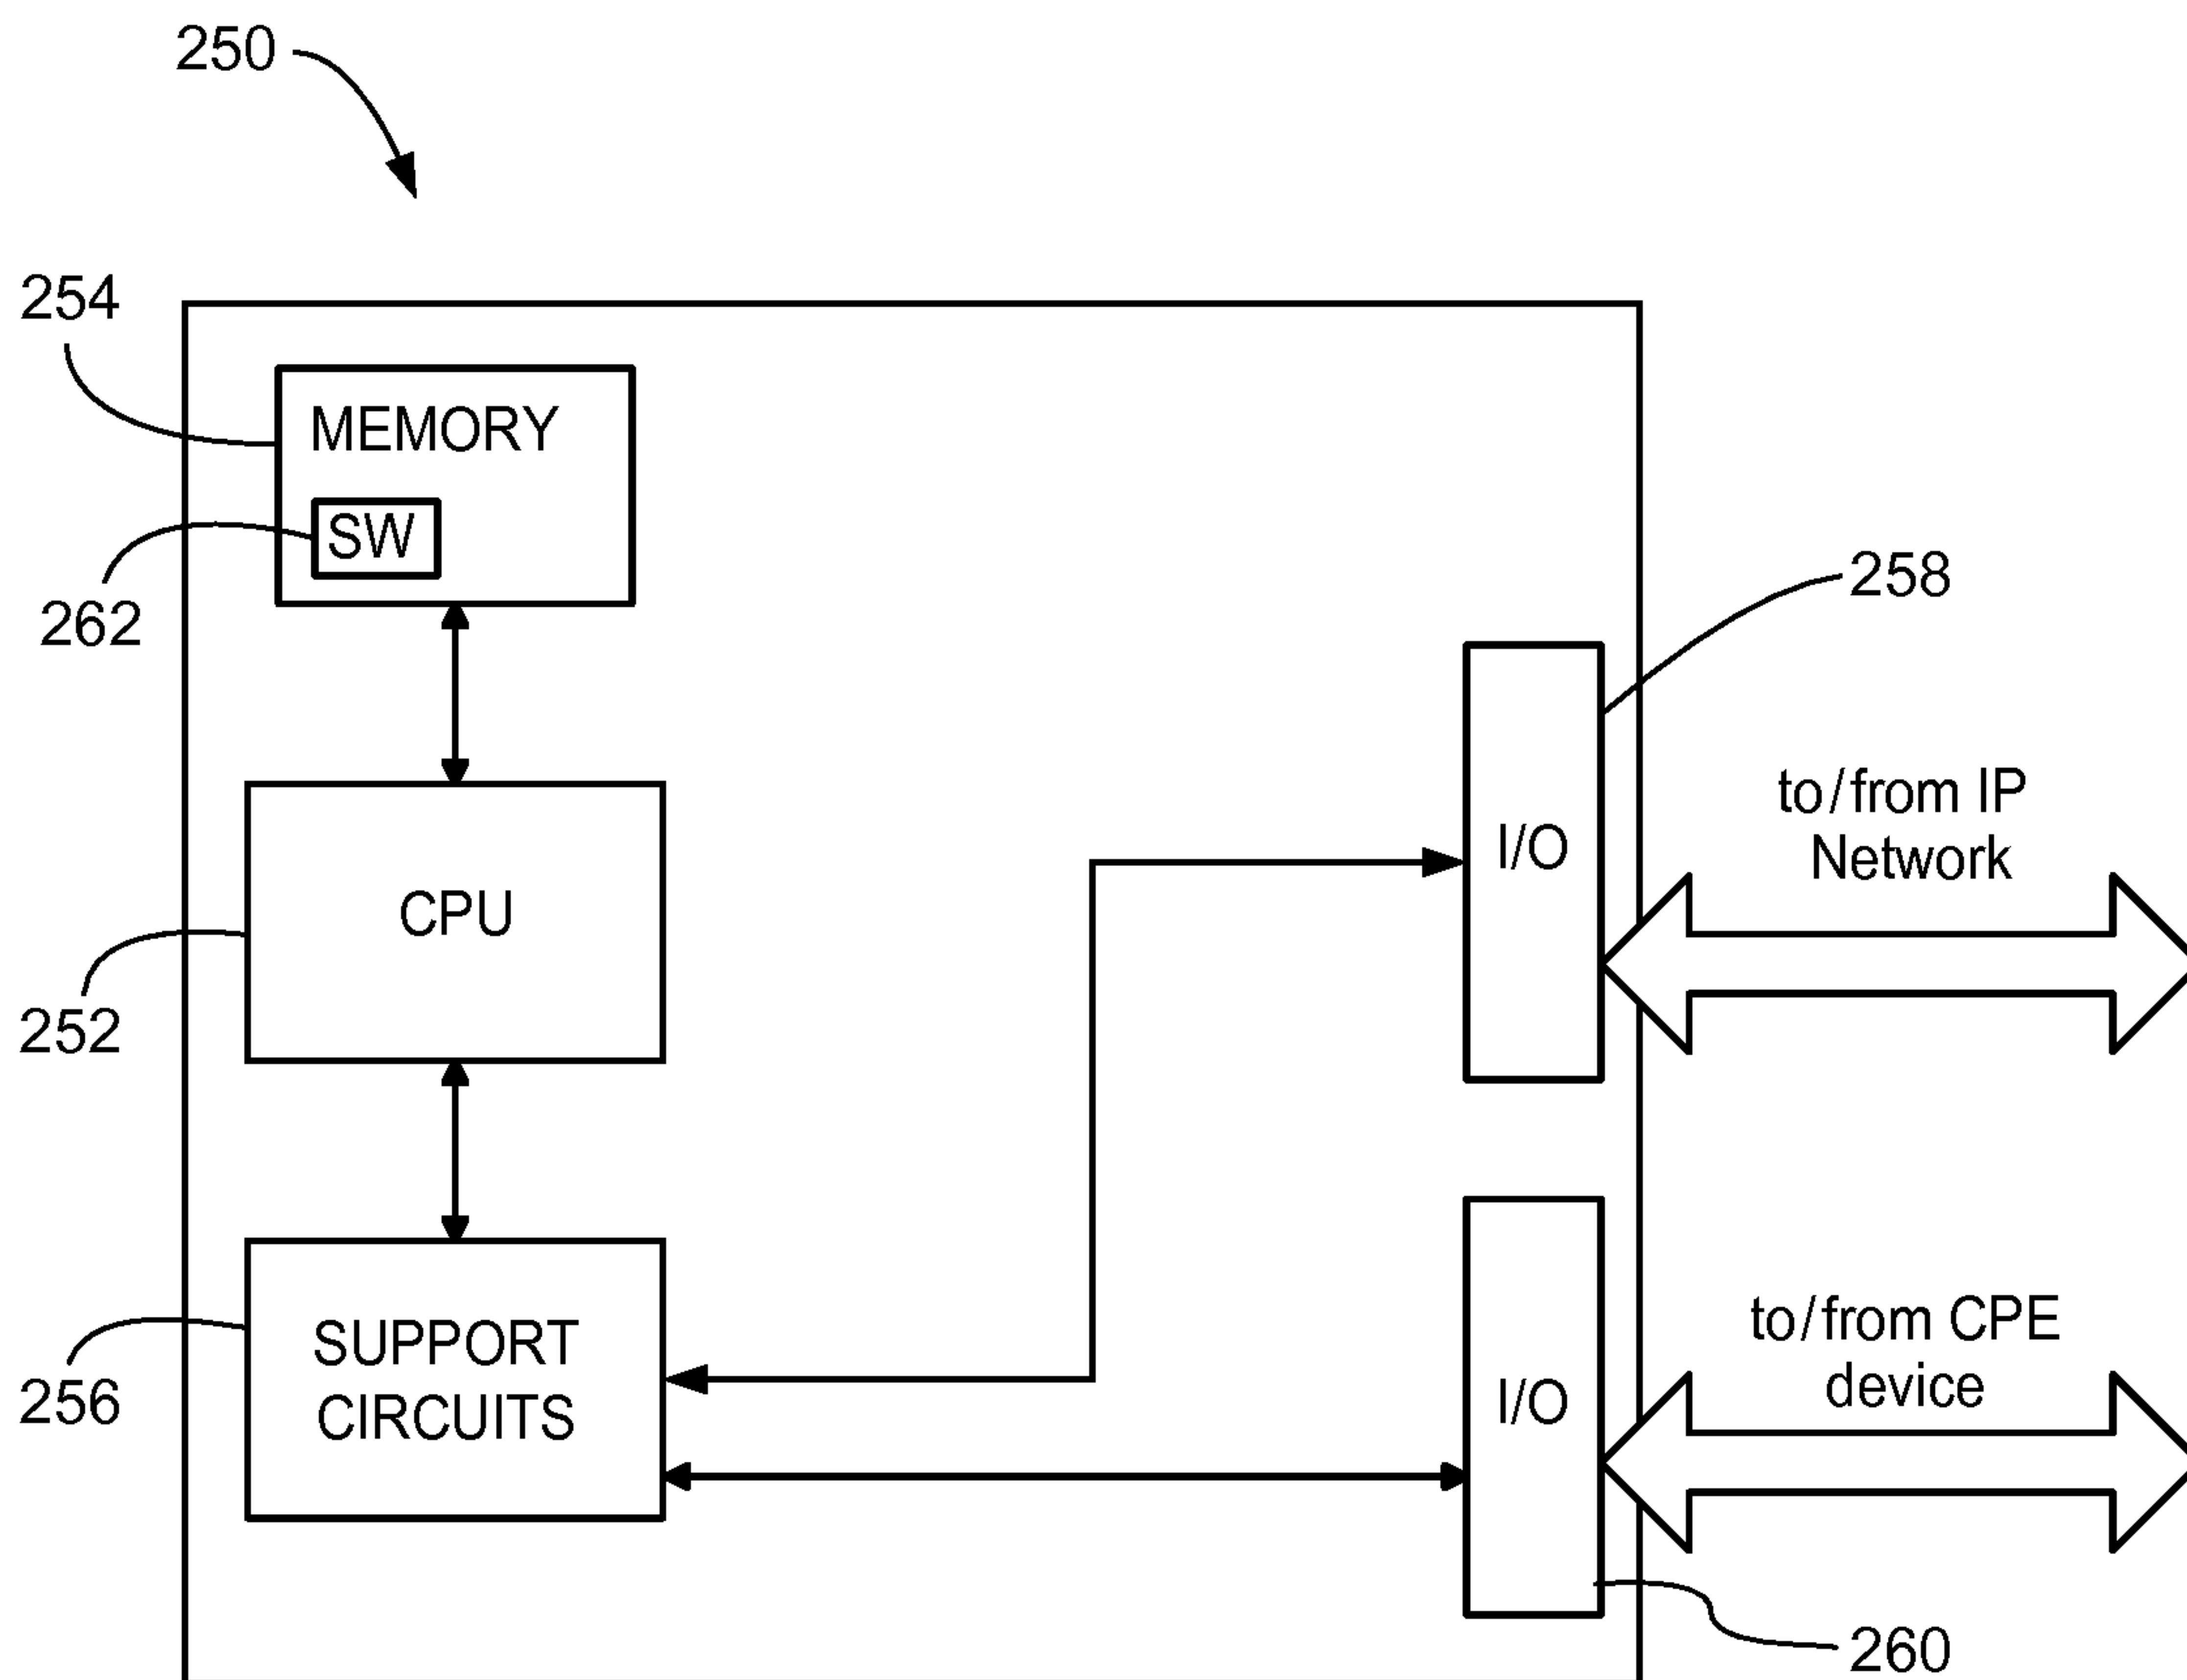 250
254
MEMORY
SW
262
258
I/O
to/from IP
Network
CPU
252
SUPPORT
CIRCUITS
256
I/O
to/from CPE
device
260